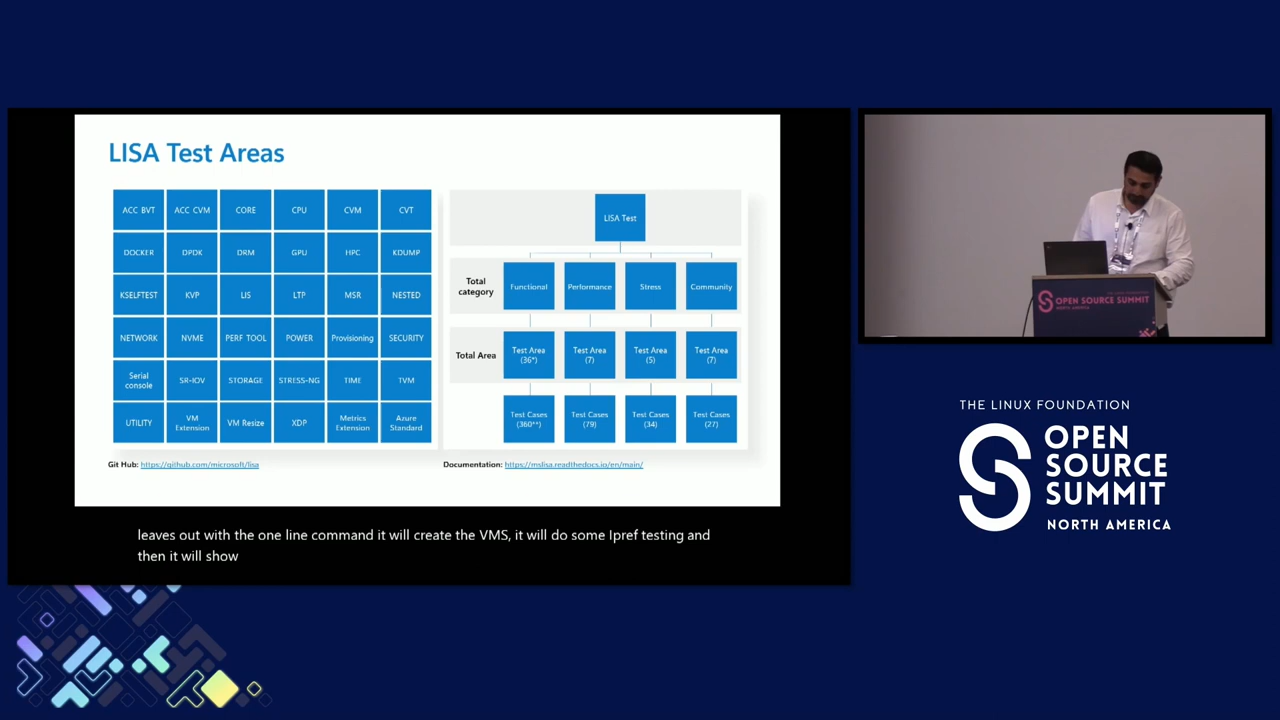 LISA Test Areas
ACC BVT
ACC CVM
CORE
CPU
CVM
CVT
DOCKER
DPDK
DRM
GPU
HPC
KDUMP
KSELFTEST
KVP
LIS
LTP
MSR
NESTED
NETWORK
NVME
PERF TOOL
POWER
Provisioning
SECURITY
Serial
console
SR-IOV
STORAGE
STRESS-NG
TIME
TVM
UTILITY
VM
Extension
VM Resize
XDP
Metrics
Extension
Azure
Standard
Git Hub: https://github.com/microsoft/lisa
LISA Test
Total
category
Functional
Performance
Stress
Community
Total Area
Test Area
(36*)
Test Area
(7)
Test Area
(5)
Test Area
(7)
Test Cases
(360**)
Test Cases
(79)
Test Cases
(34)
Test Cases
(27)
Documentation: https://mslisa.readthedocs.io/en/main/
leaves out with the one line command it will create the VMS, it will do some Ipref testing and
then it will show
OPEN SOURCE SUMMIT
NORTH AMERICA
THE LINUX FOUNDATION
OPEN
SOURCE
SUMMIT
NORTH AMERICA